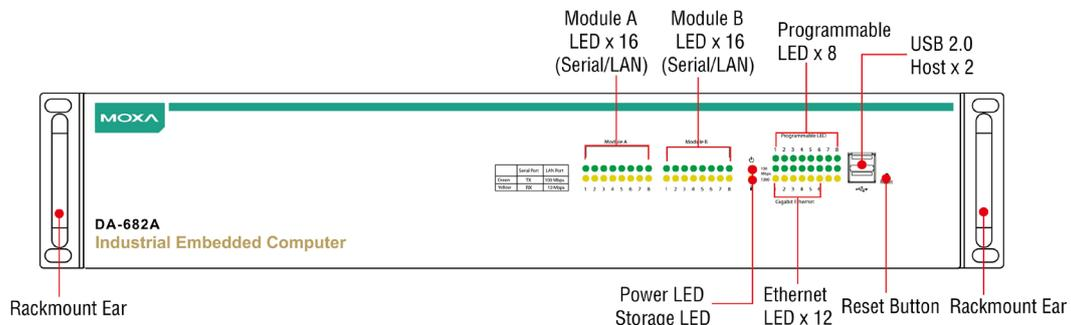 Module A
LED x 16
(Serial/LAN)
Module B
LED x 16
(Serial/LAN)
Programmable
LED x 8
USB 2.0
Host x 2
MOXA
Module A
Module B
Programmable LED
1 2 3 4 5 6 7 8
Serial Port LAN Port
Green TX 100 Mbps
Yellow RX 10 Mbps
1 2 3 4 5 6 7 8
1 2 3 4 5 6 7 8
100
Mbps
1000
1 2 3 4 5 6
Gigabit Ethernet
DA-682A
Industrial Embedded Computer
Rackmount Ear
Power LED
Storage LED
Ethernet
LED x 12
Reset Button
Rackmount Ear